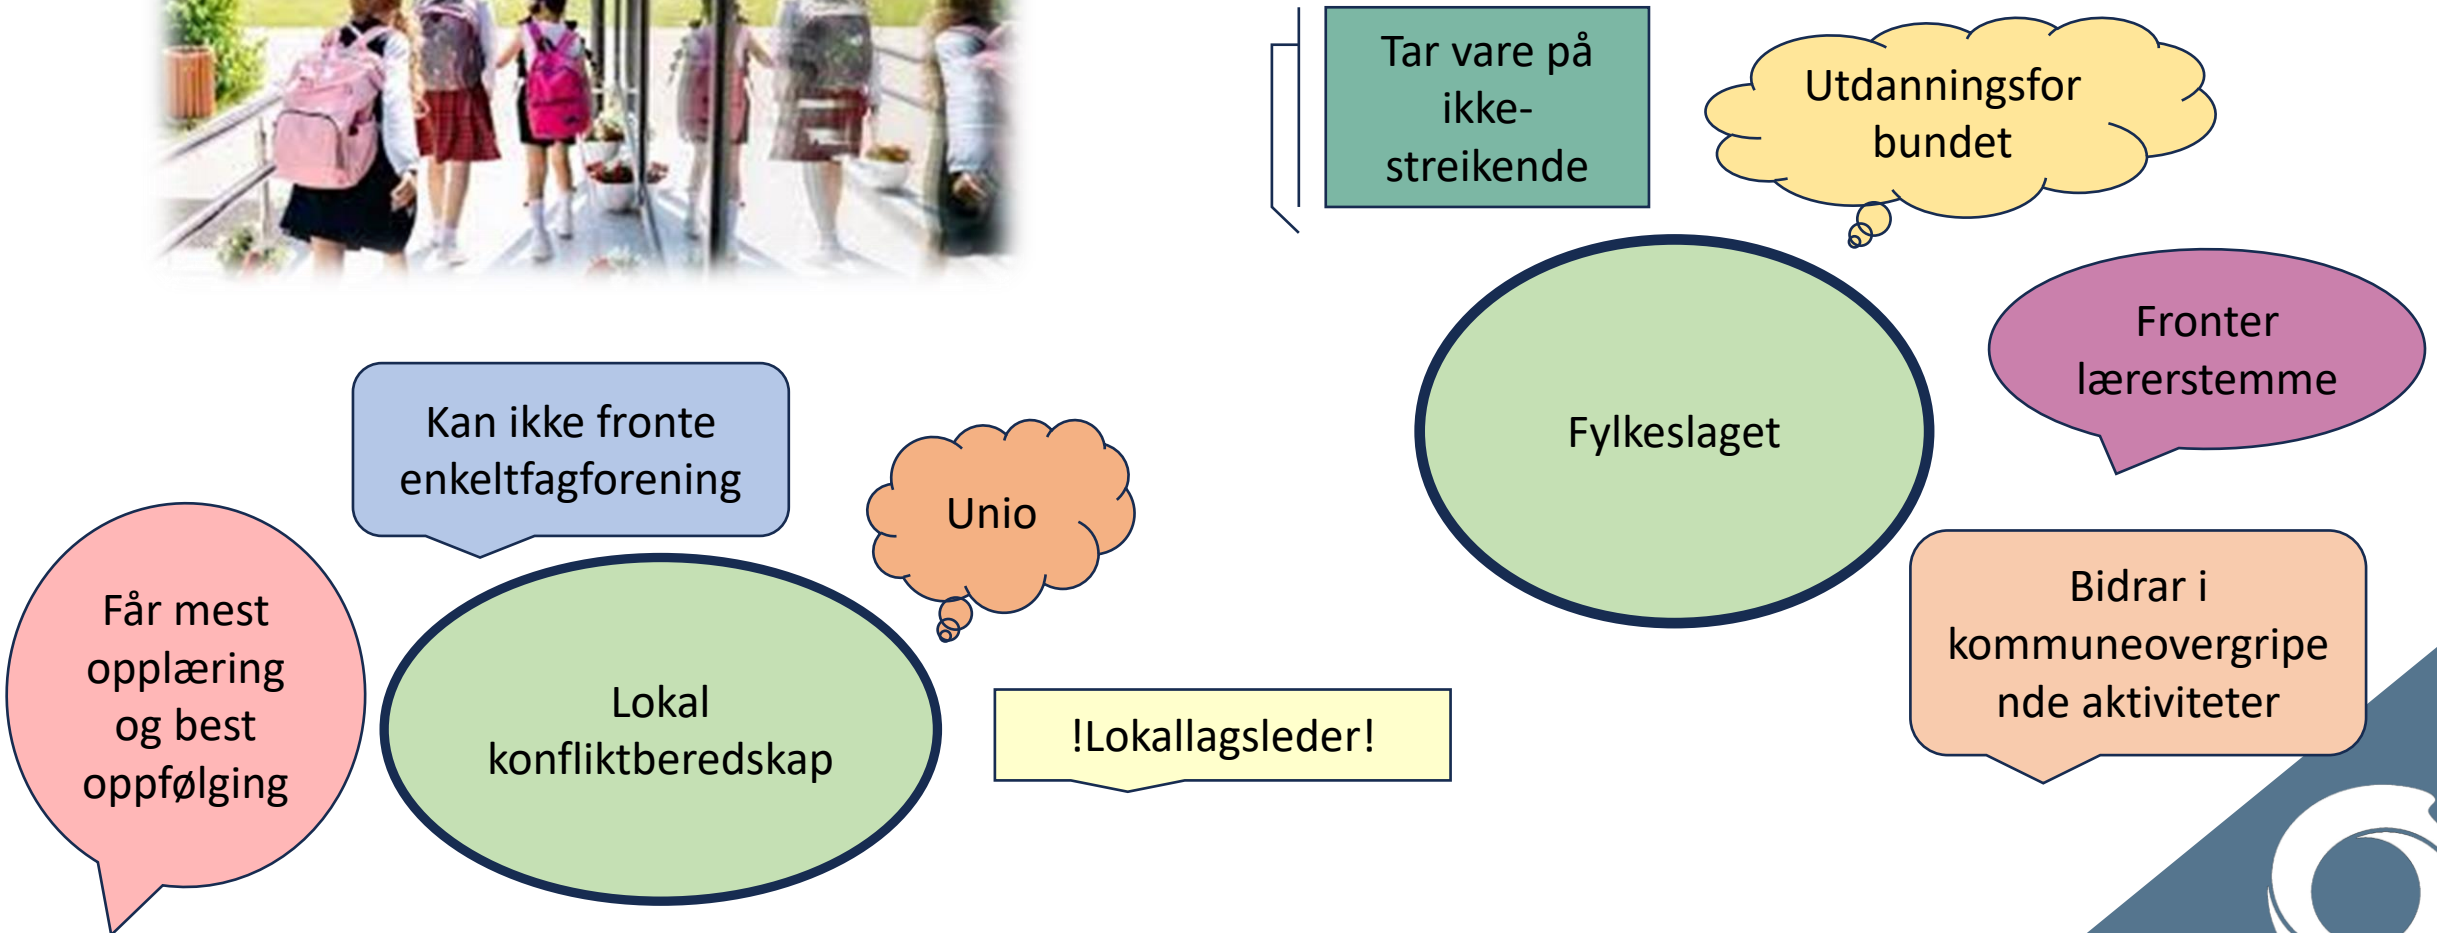 Tar vare på
ikke-
streikende
Utdanningsfor
bundet
Fronter
lærerstemme
Fylkeslaget
Kan ikke fronte
enkeltfagforening
Unio
Får mest
opplæring
og best
oppfølging
Lokal
konfliktberedskap
!Lokallagsleder!
Bidrar i
kommuneovergripe
nde aktiviteter